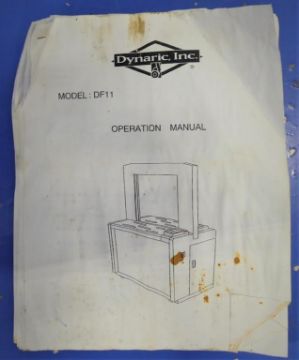 Dynaric, Inc.
MODEL : DF11
OPERATION MANUAL